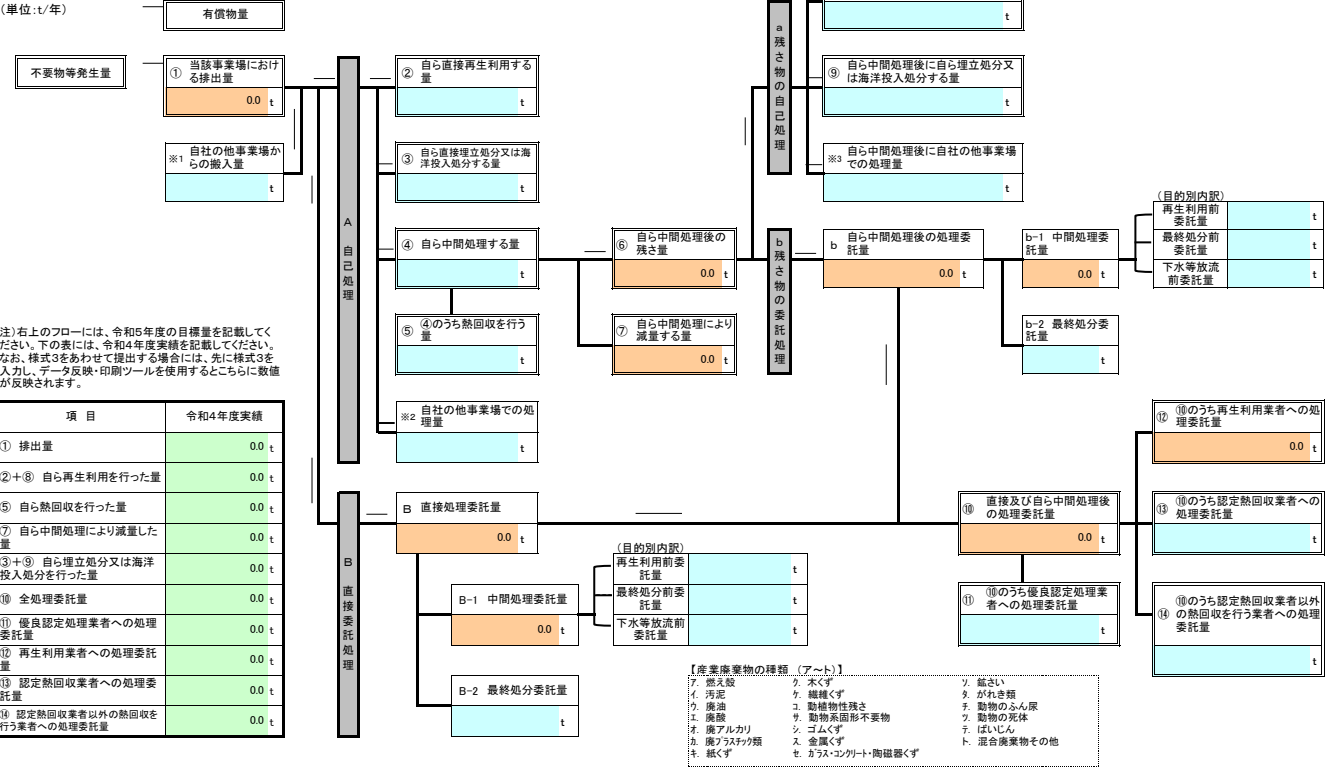 (単位:t/年)
有償物量
不要物等発生量
① 当該事業場におけ
る排出量
0.0 t
※1 自社の他事業場か
らの搬入量
t
A 自己処理
② 自ら直接再生利用する
量
t
③ 自ら直接埋立処分又は海
洋投入処分する量
t
④ 自ら中間処理する量
t
⑤ ④のうち熱回収を行う
量
t
※2 自社の他事業場での処
理量
t
⑥ 自ら中間処理後の
残さ量
0.0 t
⑦ 自ら中間処理により
減量する量
0.0 t
a 残さ物の自己処理
t
⑨ 自ら中間処理後に自ら埋立処分又
は海洋投入処分する量
t
※3 自ら中間処理後に自社の他事業場
での処理量
t
b 残さ物の委託処理
b 自ら中間処理後の処理委
託量
0.0 t
b-1 中間処理委
託量
0.0 t
(目的別内訳)
再生利用前
委託量
t
最終処分前
委託量
t
下水等放流
前委託量
t
b-2 最終処分委
託量
t
注)右上のフローには、令和5年度の目標量を記載してく
ださい。下の表には、令和4年度実績を記載してください。
なお、様式3をあわせて提出する場合には、先に様式3を
入力し、データ反映・印刷ツールを使用するとこちらに数値
が反映されます。
項 目 令和4年度実績
① 排出量 0.0 t
②+⑧ 自ら再生利用を行った量 0.0 t
⑤ 自ら熱回収を行った量 0.0 t
⑦ 自ら中間処理により減量した
量 0.0 t
③+⑨ 自ら埋立処分又は海洋
投入処分を行った量 0.0 t
⑩ 全処理委託量 0.0 t
⑪ 優良認定処理業者への処理
委託量 0.0 t
⑫ 再生利用業者への処理委託
量 0.0 t
⑬ 認定熱回収業者への処理委
託量 0.0 t
⑭ 認定熱回収業者以外の熱回収を
行う業者への処理委託量 0.0 t
B 直接委託処理
B 直接処理委託量
0.0 t
B-1 中間処理委託量
0.0 t
(目的別内訳)
再生利用前委
託量
t
最終処分前委
託量
t
下水等放流前
委託量
t
B-2 最終処分委託量
t
⑩ 直接及び自ら中間処理後
の処理委託量
0.0 t
⑪ ⑩のうち優良認定処理業
者への処理委託量
t
⑫ ⑩のうち再生利用業者への処
理委託量
0.0 t
⑬ ⑩のうち認定熱回収業者への
処理委託量
t
⑭ ⑩のうち認定熱回収業者以外
の熱回収を行う業者への処理
委託量
t
【産業廃棄物の種類 (ア~ト)】
ア. 燃え殻 ク. 木くず ソ. 鉱さい
イ. 汚泥 ケ. 繊維くず タ. がれき類
ウ. 廃油 コ. 動植物性残さ チ. 動物のふん尿
エ. 廃酸 サ. 動物系固形不要物 ツ. 動物の死体
オ. 廃アルカリ シ. ゴムくず テ. ばいじん
カ. 廃プラスチック類 ス. 金属くず ト. 混合廃棄物その他
キ. 紙くず セ. ガラス・コンクリート・陶磁器くず